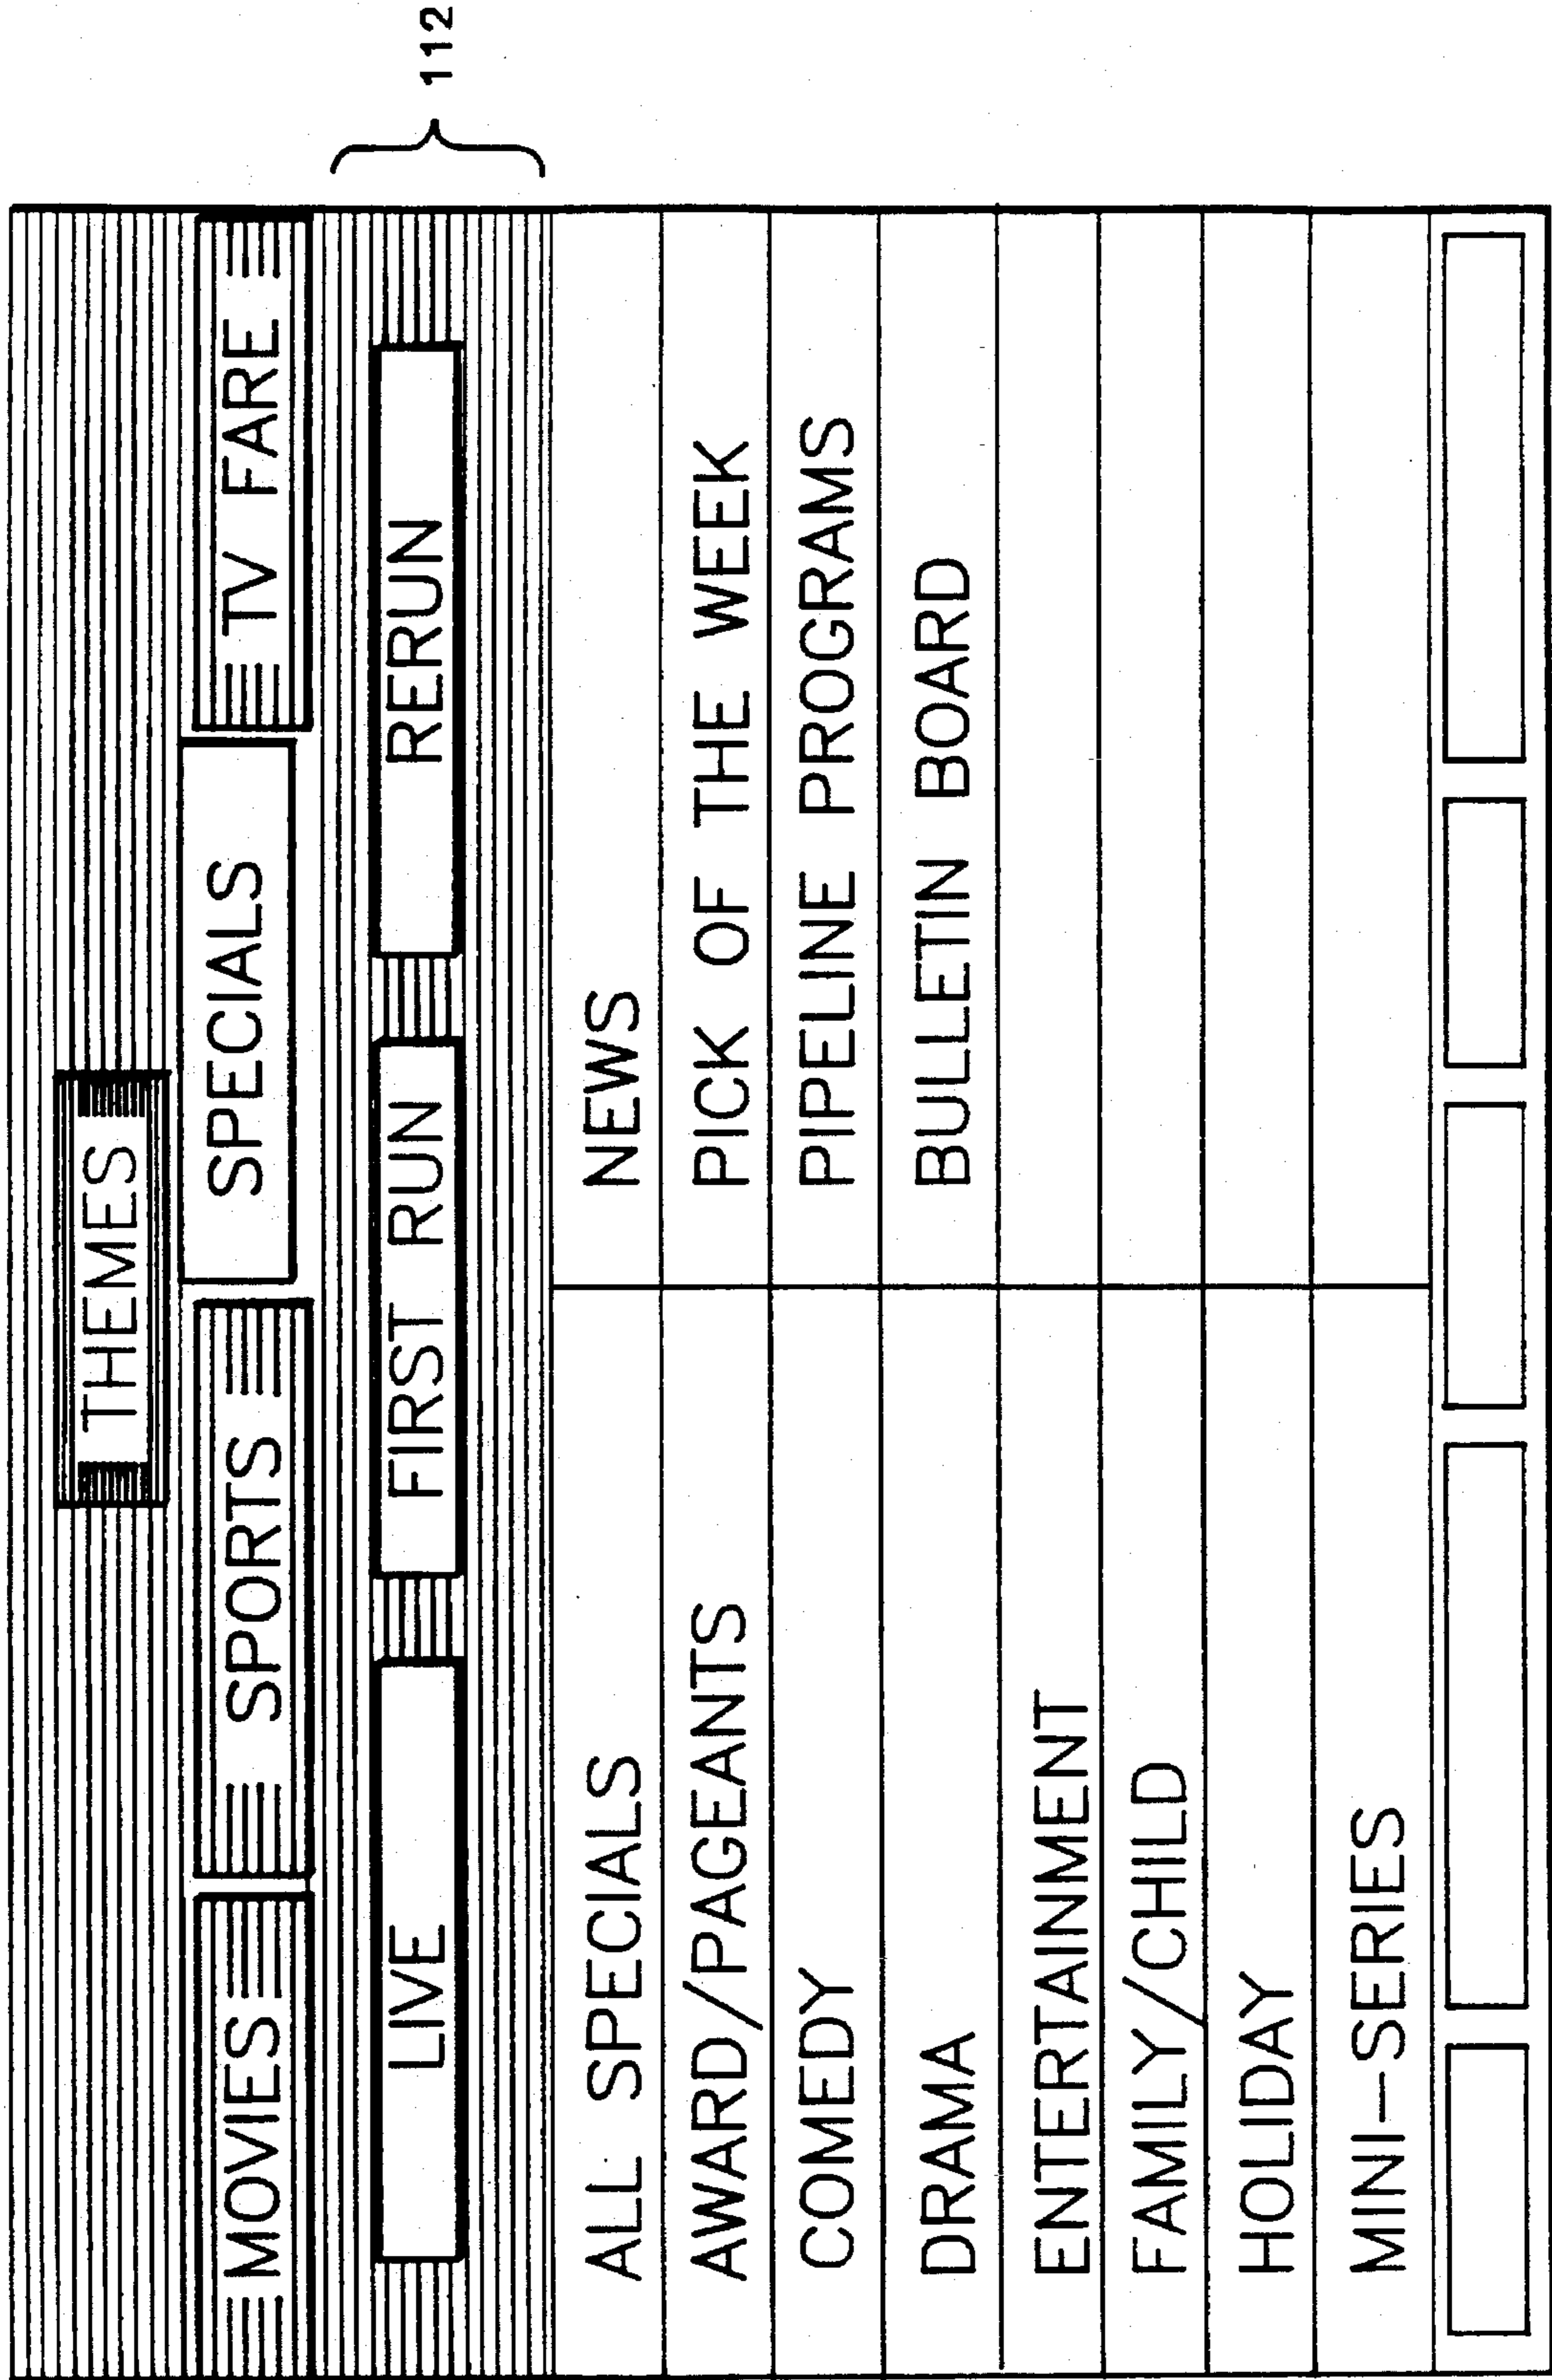 THEMES
MOVIES SPORTS SPECIALS TV FARE
LIVE FIRST RUN RERUN
112
ALL SPECIALS NEWS
AWARD/PAGEANTS PICK OF THE WEEK
COMEDY PIPELINE PROGRAMS
DRAMA BULLETIN BOARD
ENTERTAINMENT
FAMILY/CHILD
HOLIDAY
MINI-SERIES